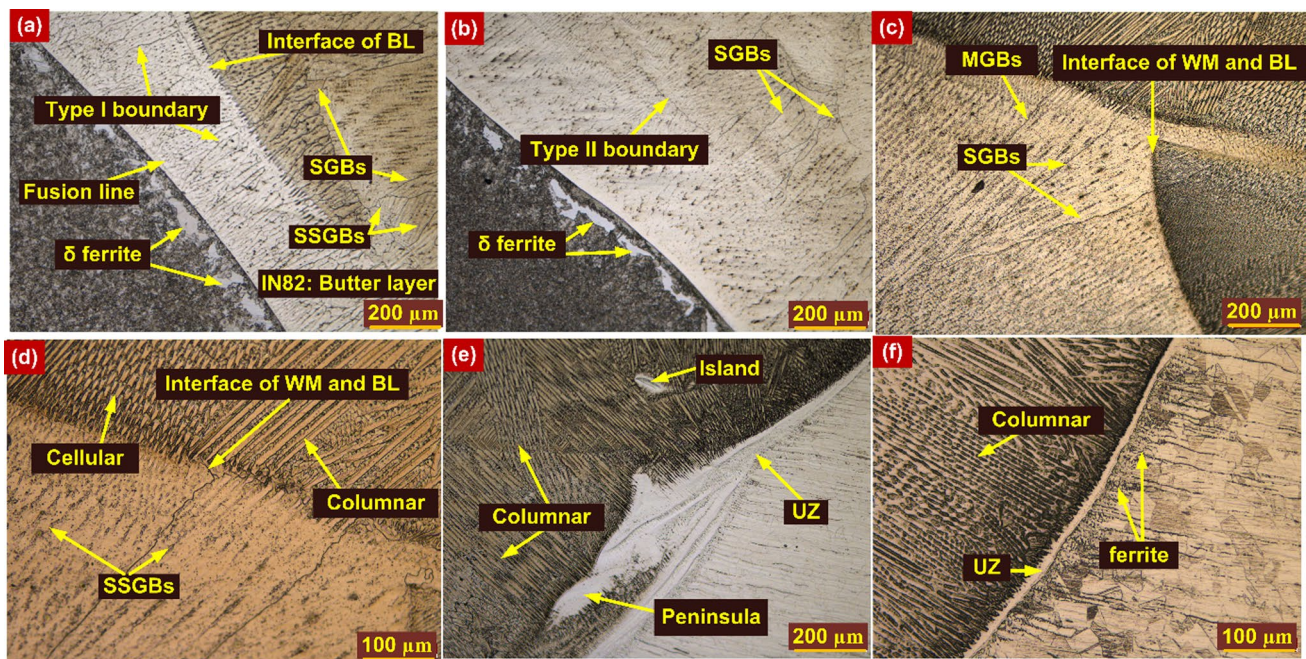 (a)
Interface of BL
Type I boundary
SGBs
Fusion line
SSGBs
δ ferrite
IN82: Butter layer
200 µm
(b)
SGBs
Type II boundary
δ ferrite
200 µm
(c)
MGBs
Interface of WM and BL
SGBs
200 µm
(d)
Interface of WM and BL
Cellular
Columnar
SSGBs
100 µm
(e)
Island
Columnar
UZ
Peninsula
200 µm
(f)
Columnar
ferrite
UZ
100 µm